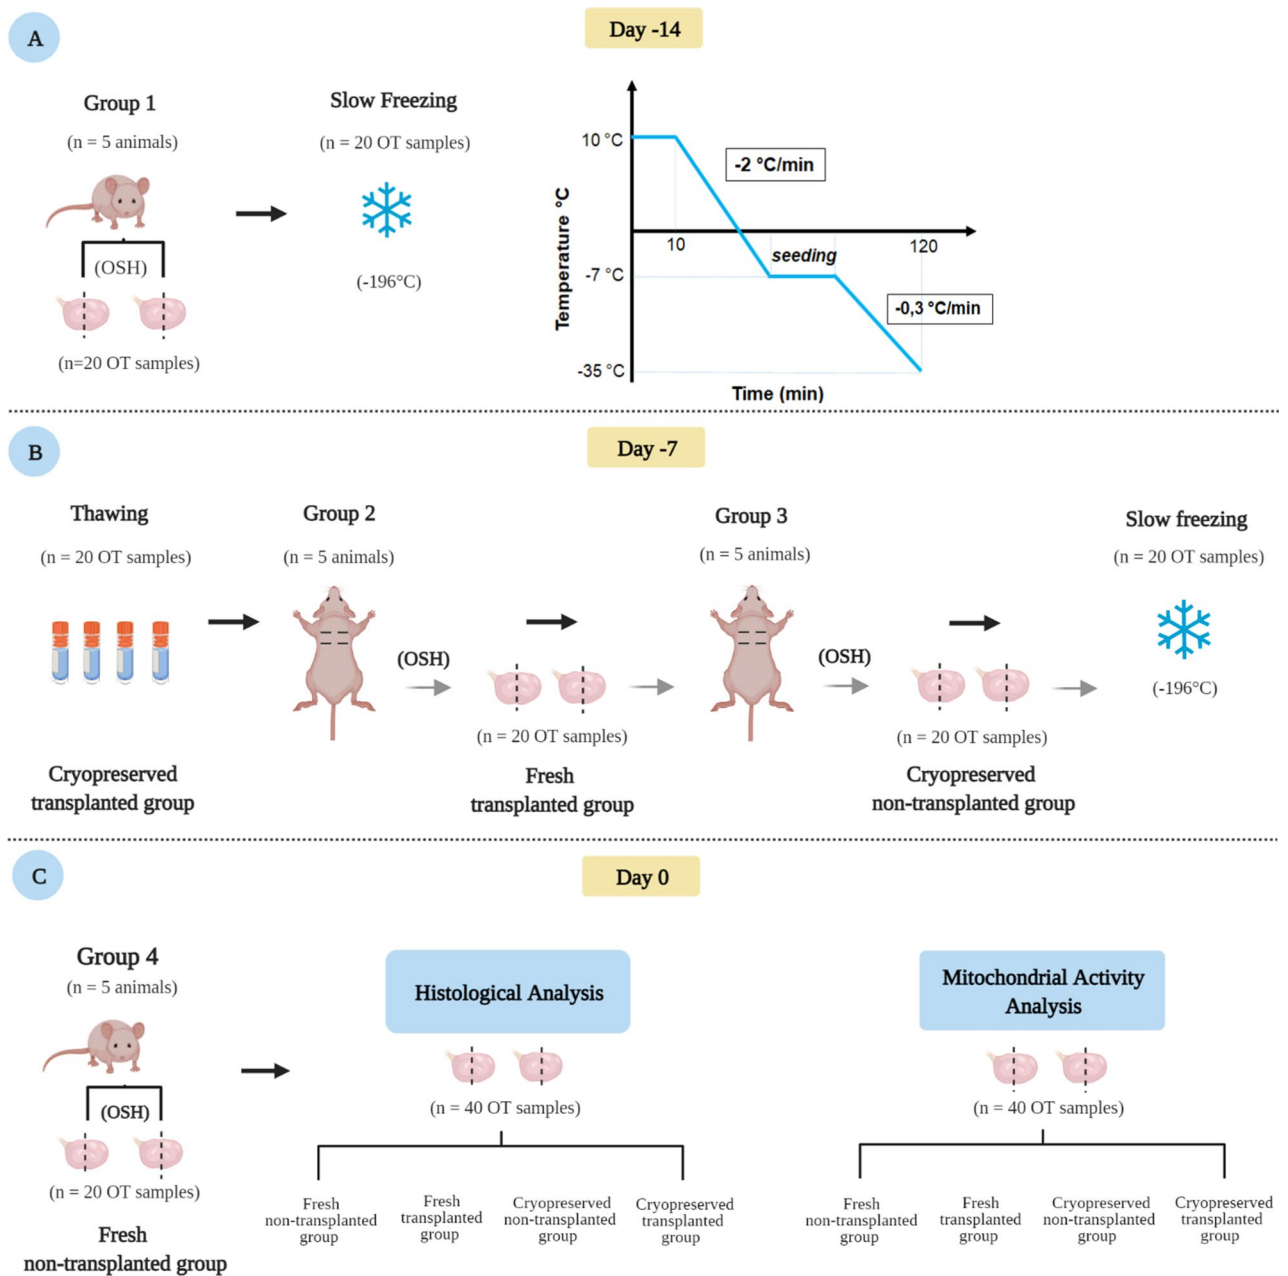 A
Day -14
Group 1
(n = 5 animals)
(OSH)
(n=20 OT samples)
Slow Freezing
(n = 20 OT samples)
(-196°C)
Temperature °C
10 °C
-7 °C
-35 °C
10
120
-2 °C/min
seeding
-0,3 °C/min
Time (min)
B
Day -7
Thawing
(n = 20 OT samples)
Cryopreserved
transplanted group
Group 2
(n = 5 animals)
(OSH)
(n = 20 OT samples)
Fresh
transplanted group
Group 3
(n = 5 animals)
(OSH)
(n = 20 OT samples)
Cryopreserved
non-transplanted group
Slow freezing
(n = 20 OT samples)
(-196°C)
C
Day 0
Group 4
(n = 5 animals)
(OSH)
(n = 20 OT samples)
Fresh
non-transplanted group
Histological Analysis
(n = 40 OT samples)
Fresh
non-transplanted
group
Fresh
transplanted
group
Cryopreserved
non-transplanted
group
Cryopreserved
transplanted
group
Mitochondrial Activity
Analysis
(n = 40 OT samples)
Fresh
non-transplanted
group
Fresh
transplanted
group
Cryopreserved
non-transplanted
group
Cryopreserved
transplanted
group